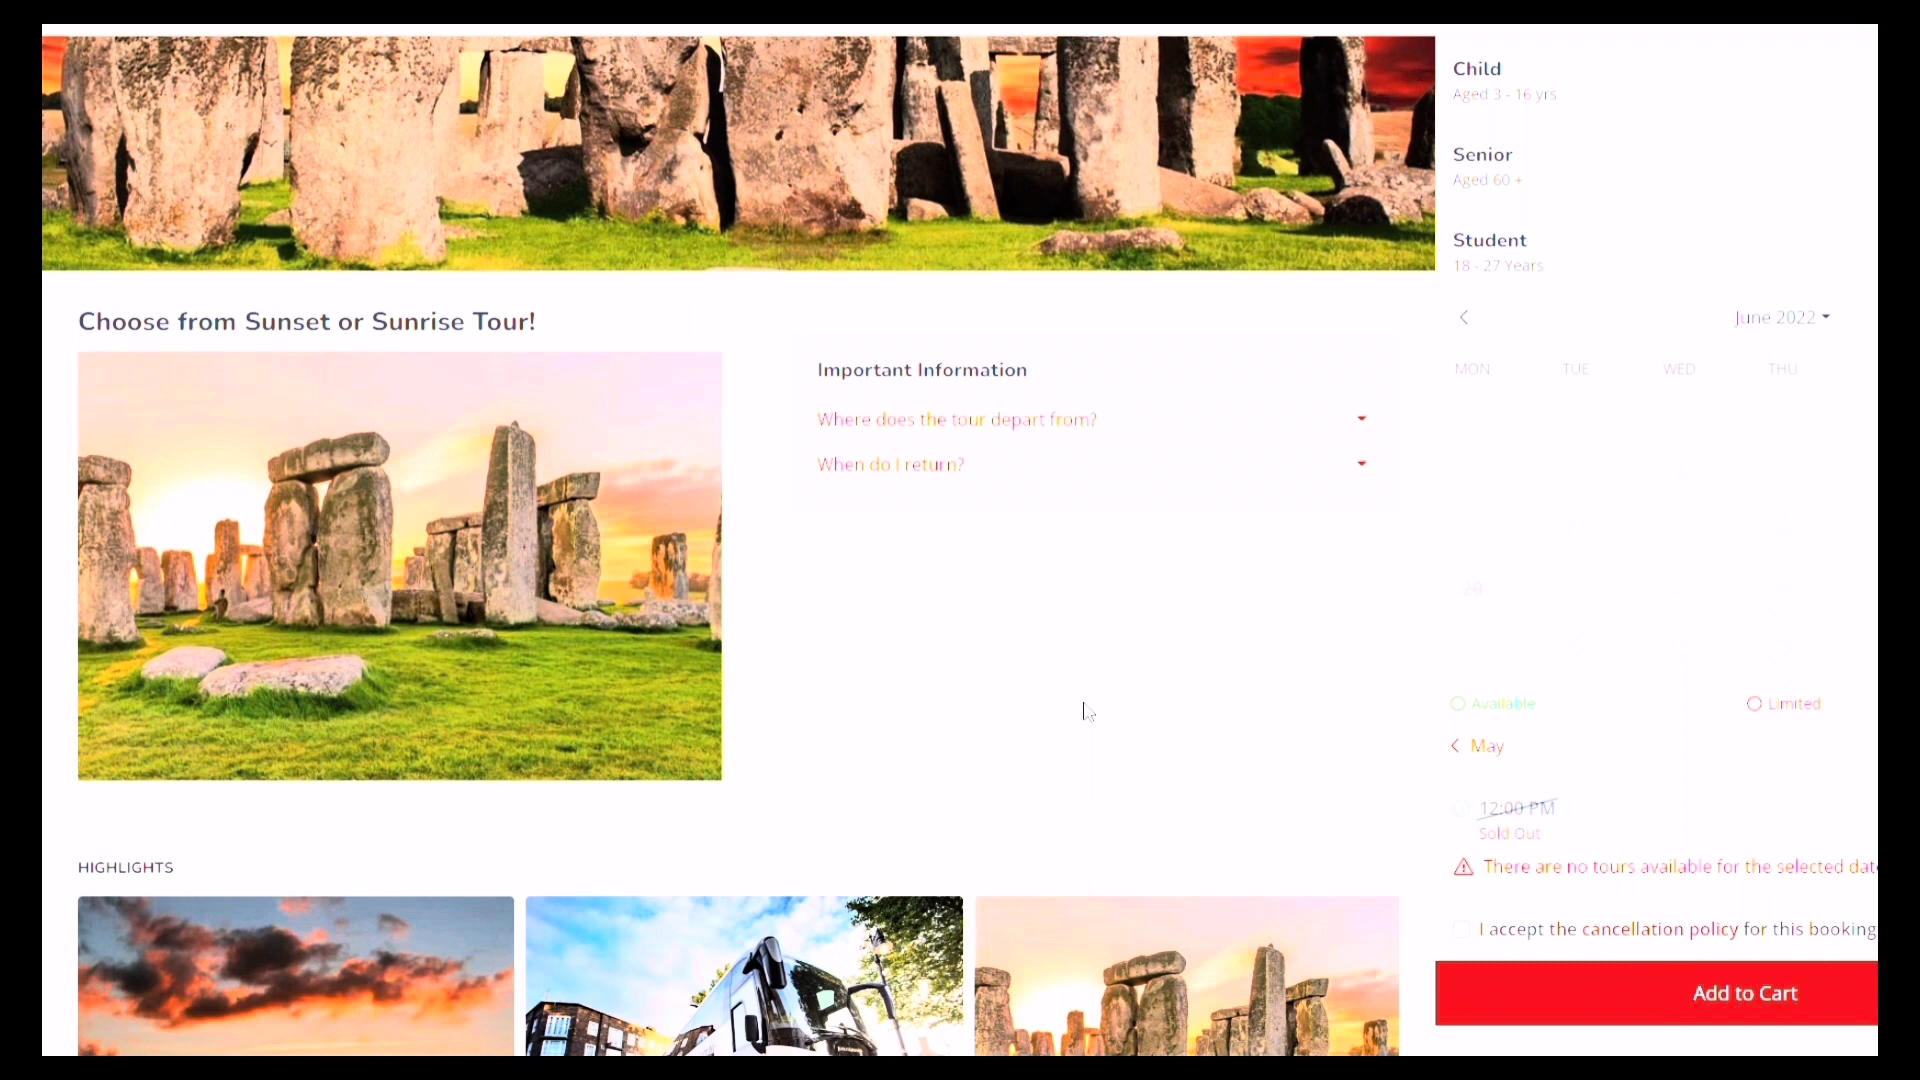 Child
Aged 3 - 16 yrs
Senior
Aged 60 +
Student
18 - 27 Years
June 2022
MON TUE WED THU
20
Available
Limited
May
12:00 PM
Sold Out
There are no tours available for the selected
I accept the cancellation policy for this booking
Add to Cart
Choose from Sunset or Sunrise Tour!
Important Information
Where does the tour depart from?
When do I return?
HIGHLIGHTS